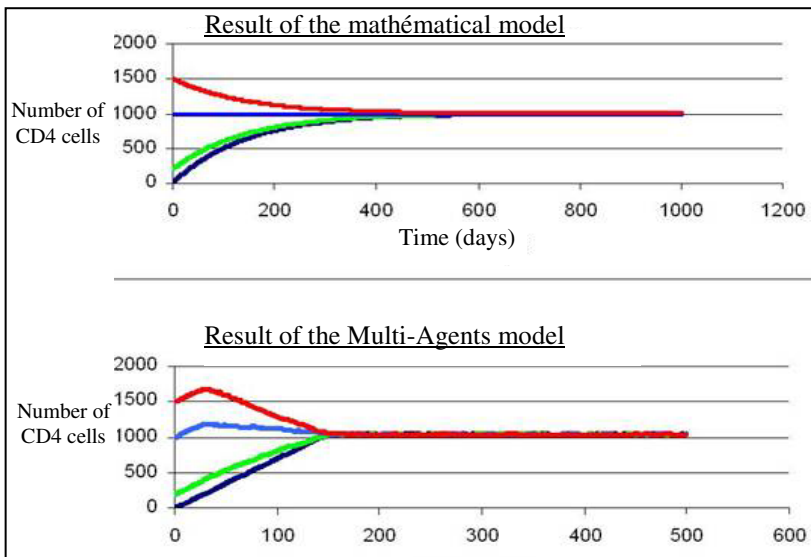 Result of the mathématical model
2000
1500
1000
500
0
Number of
CD4 cells
0 200 400 600 800 1000 1200
Time (days)
Result of the Multi-Agents model
2000
1500
1000
500
0
Number of
CD4 cells
0 100 200 300 400 500 600